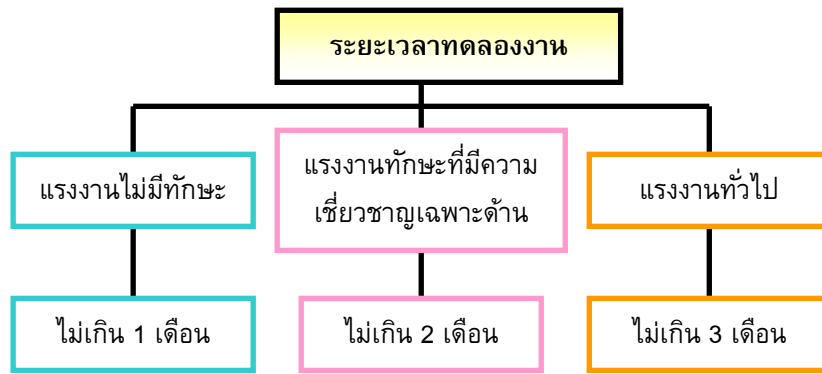 ระยะเวลาทดลองงาน
แรงงานไม่มีทักษะ
แรงงานทักษะที่มีความ
เชี่ยวชาญเฉพาะด้าน
แรงงานทั่วไป
ไม่เกิน 1 เดือน
ไม่เกิน 2 เดือน
ไม่เกิน 3 เดือน